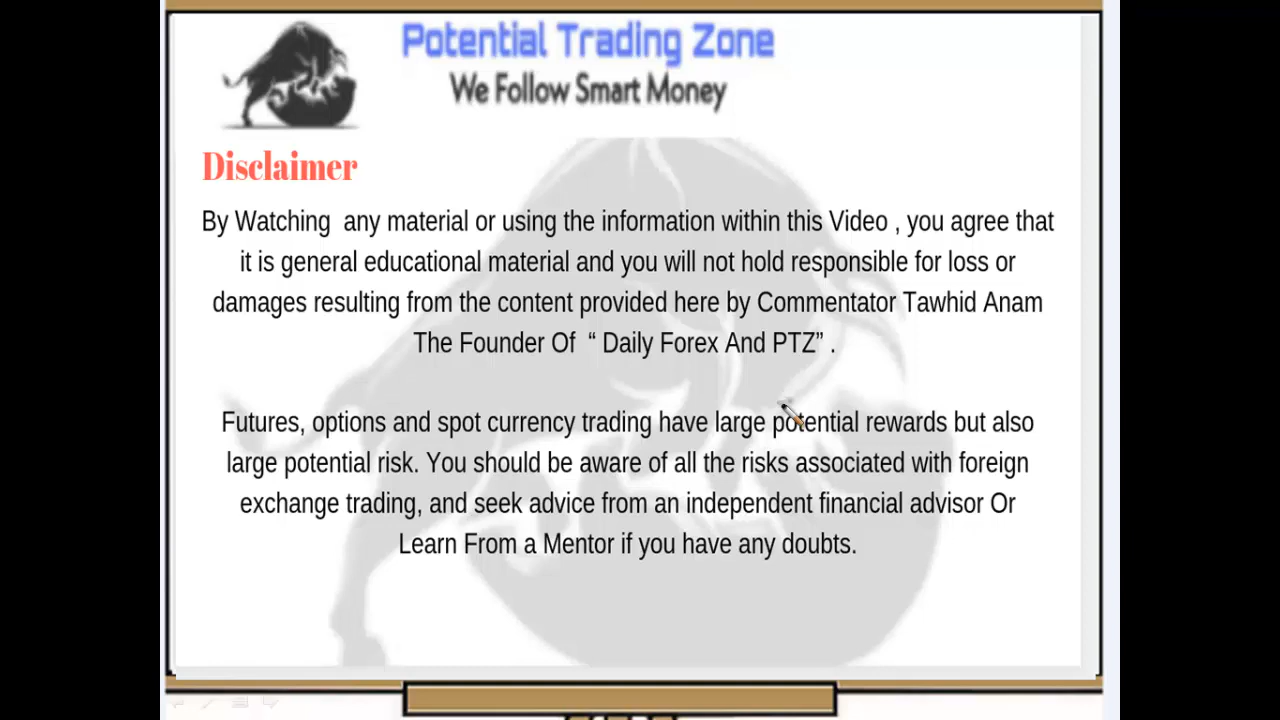 Potential Trading Zone
We Follow Smart Money
Disclaimer
By Watching any material or using the information within this Video , you agree that
it is general educational material and you will not hold responsible for loss or
damages resulting from the content provided here by Commentator Tawhid Anam
The Founder Of “ Daily Forex And PTZ” .
Futures, options and spot currency trading have large potential rewards but also
large potential risk. You should be aware of all the risks associated with foreign
exchange trading, and seek advice from an independent financial advisor Or
Learn From a Mentor if you have any doubts.